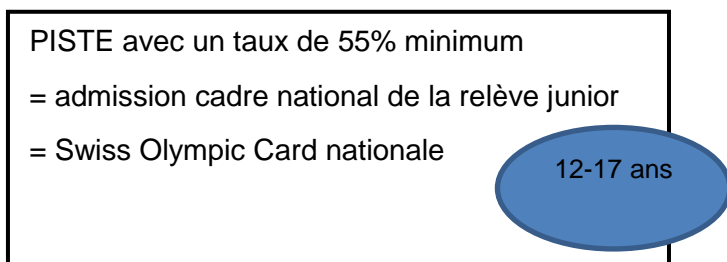 PISTE avec un taux de 55% minimum
= admission cadre national de la relève junior
= Swiss Olympic Card nationale
12-17 ans